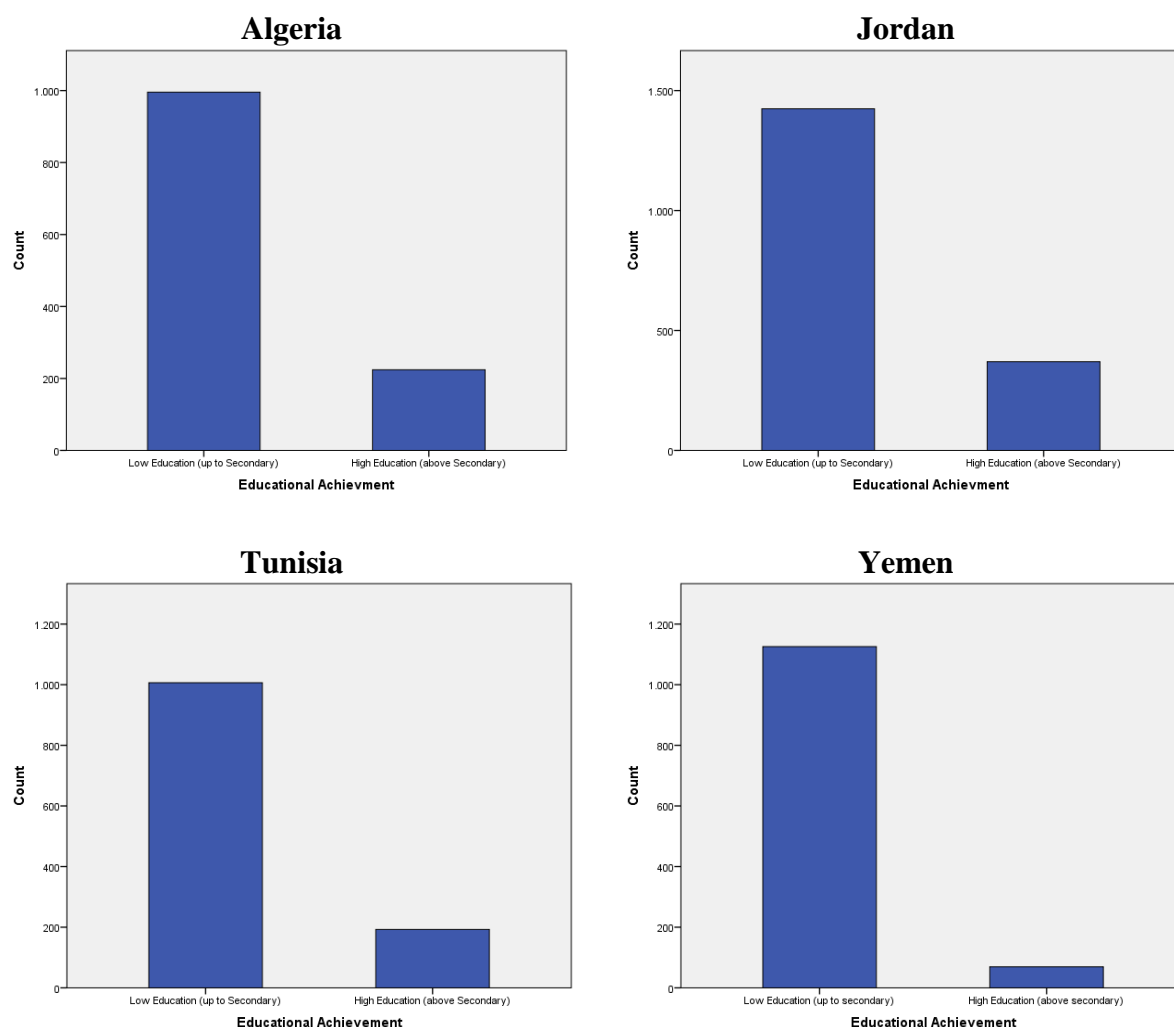 Algeria
1.000
800
600
400
200
0
Count
Low Education (up to Secondary) High Education (above Secondary)
Educational Achievment
Jordan
1.500
1.000
500
0
Count
Low Education (up to Secondary) High Education (above Secondary)
Educational Achievment
Tunisia
1.200
1.000
800
600
400
200
0
Count
Low Education (up to Secondary) High Education (above Secondary)
Educational Achievement
Yemen
1.200
1.000
800
600
400
200
0
Count
Low Education (up to secondary) High Education (above secondary)
Educational Achievement